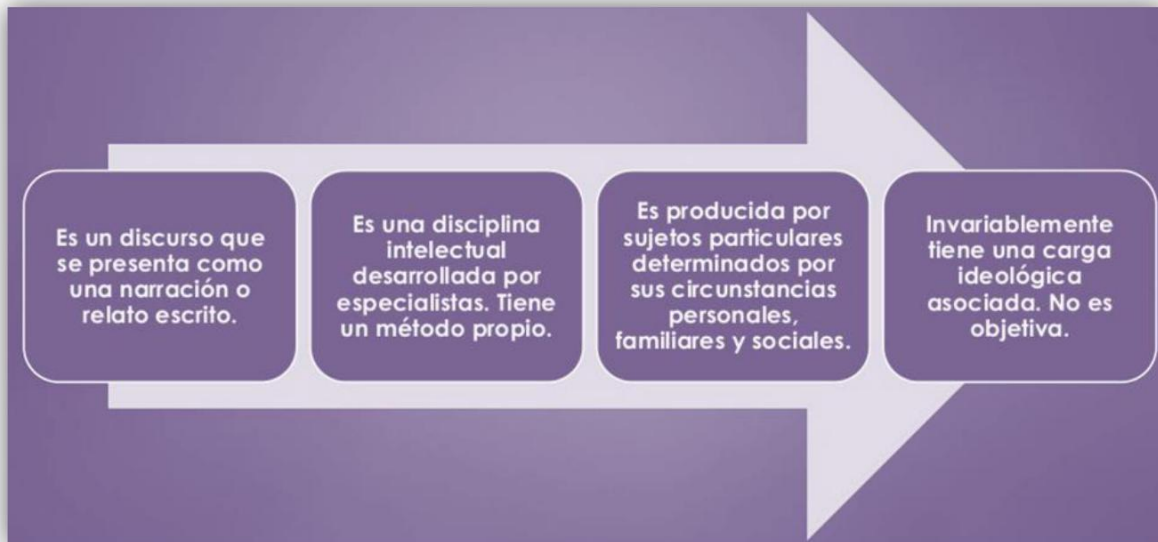 Es un discurso que
se presenta como
una narración o
relato escrito.
Es una disciplina
intelectual
desarrollada por
especialistas. Tiene
un método propio.
Es producida por
sujetos particulares
determinados por
sus circunstancias
personales,
familiares y sociales.
Invariablemente
tiene una carga
ideológica
asociada. No es
objetiva.